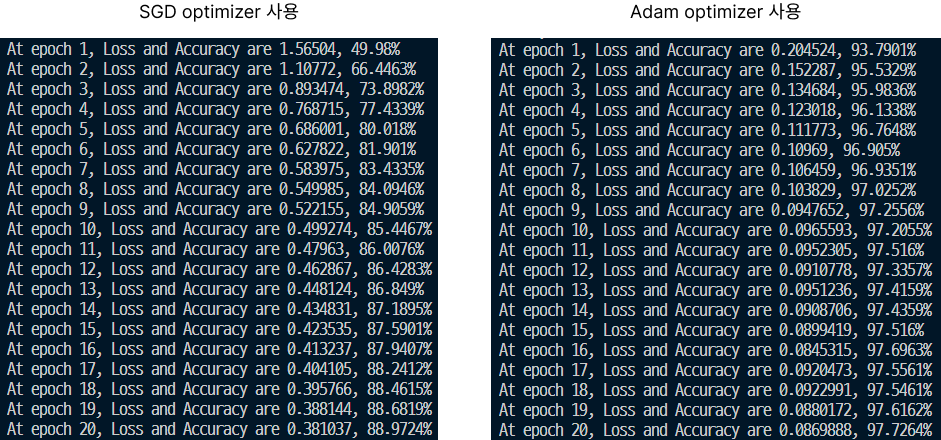 SGD optimizer 사용
At epoch 1, Loss and Accuracy are 1.56504, 49.98%
At epoch 2, Loss and Accuracy are 1.10772, 66.4463%
At epoch 3, Loss and Accuracy are 0.893474, 73.8982%
At epoch 4, Loss and Accuracy are 0.768715, 77.4339%
At epoch 5, Loss and Accuracy are 0.686001, 80.018%
At epoch 6, Loss and Accuracy are 0.627822, 81.901%
At epoch 7, Loss and Accuracy are 0.583975, 83.4335%
At epoch 8, Loss and Accuracy are 0.549985, 84.0946%
At epoch 9, Loss and Accuracy are 0.522155, 84.9059%
At epoch 10, Loss and Accuracy are 0.499274, 85.4467%
At epoch 11, Loss and Accuracy are 0.47963, 86.0076%
At epoch 12, Loss and Accuracy are 0.462867, 86.4283%
At epoch 13, Loss and Accuracy are 0.448124, 86.849%
At epoch 14, Loss and Accuracy are 0.434831, 87.1895%
At epoch 15, Loss and Accuracy are 0.423535, 87.5901%
At epoch 16, Loss and Accuracy are 0.413237, 87.9407%
At epoch 17, Loss and Accuracy are 0.404105, 88.2412%
At epoch 18, Loss and Accuracy are 0.395766, 88.4615%
At epoch 19, Loss and Accuracy are 0.388144, 88.6819%
At epoch 20, Loss and Accuracy are 0.381037, 88.9724%
Adam optimizer 사용
At epoch 1, Loss and Accuracy are 0.204524, 93.7901%
At epoch 2, Loss and Accuracy are 0.152287, 95.5329%
At epoch 3, Loss and Accuracy are 0.134684, 95.9836%
At epoch 4, Loss and Accuracy are 0.123018, 96.1338%
At epoch 5, Loss and Accuracy are 0.111773, 96.7648%
At epoch 6, Loss and Accuracy are 0.10969, 96.905%
At epoch 7, Loss and Accuracy are 0.106459, 96.9351%
At epoch 8, Loss and Accuracy are 0.103829, 97.0252%
At epoch 9, Loss and Accuracy are 0.0947652, 97.2556%
At epoch 10, Loss and Accuracy are 0.0965593, 97.2055%
At epoch 11, Loss and Accuracy are 0.0952305, 97.516%
At epoch 12, Loss and Accuracy are 0.0910778, 97.3357%
At epoch 13, Loss and Accuracy are 0.0951236, 97.4159%
At epoch 14, Loss and Accuracy are 0.0908706, 97.4359%
At epoch 15, Loss and Accuracy are 0.0899419, 97.516%
At epoch 16, Loss and Accuracy are 0.0845315, 97.6963%
At epoch 17, Loss and Accuracy are 0.0920473, 97.5561%
At epoch 18, Loss and Accuracy are 0.0922991, 97.5461%
At epoch 19, Loss and Accuracy are 0.0880172, 97.6162%
At epoch 20, Loss and Accuracy are 0.0869888, 97.7264%